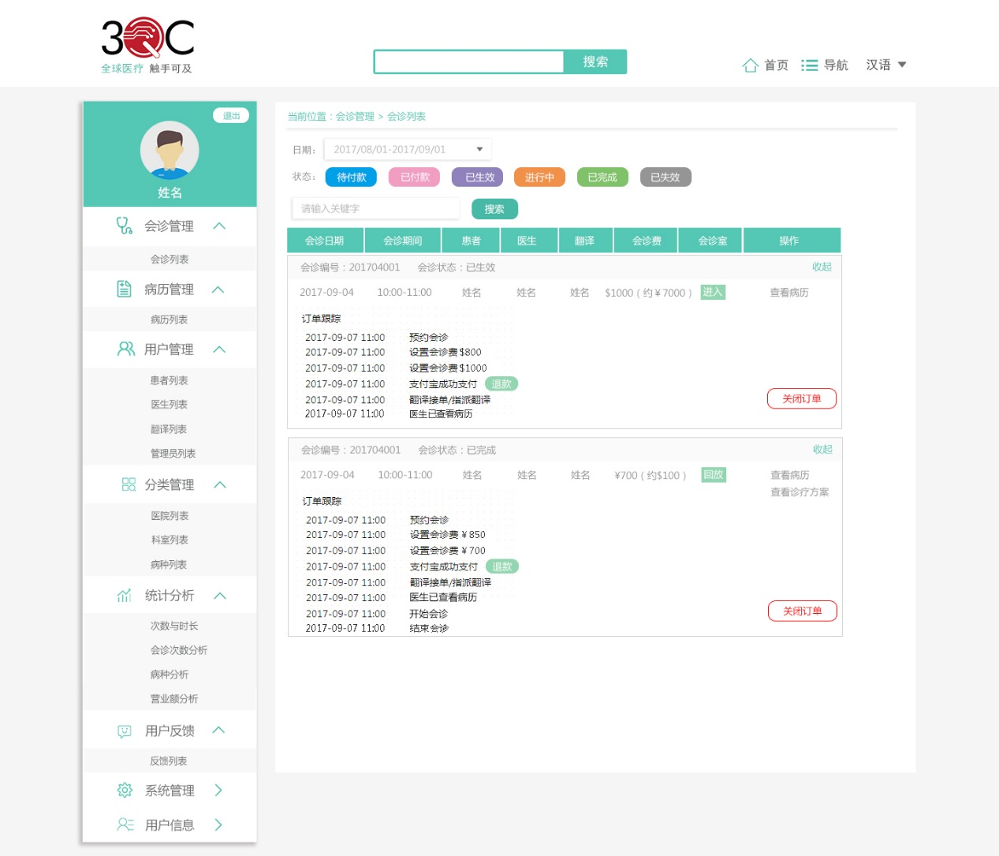 3QC
全球医疗 触手可及
搜索
首页 导航 汉语
退出
姓名
会诊管理
会诊列表
病历管理
病历列表
用户管理
患者列表
医生列表
翻译列表
管理员列表
分类管理
医院列表
科室列表
病种列表
统计分析
次数与时长
会诊次数分析
病种分析
营业额分析
用户反馈
反馈列表
系统管理
用户信息
当前位置：会诊管理 > 会诊列表
日期： 2017/08/01-2017/09/01
状态： 待付款 已付款 已生效 进行中 已完成 已失效
请输入关键字 搜索
会诊日期 会诊期间 患者 医生 翻译 会诊费 会诊室 操作
会诊编号：201704001 会诊状态：已生效 收起
2017-09-04 10:00-11:00 姓名 姓名 姓名 $1000（约￥7000） 进入 查看病历
订单跟踪
2017-09-07 11:00 预约会诊
2017-09-07 11:00 设置会诊费$800
2017-09-07 11:00 设置会诊费$1000
2017-09-07 11:00 支付宝成功支付 退款
2017-09-07 11:00 翻译接单/指派翻译
2017-09-07 11:00 医生已查看病历
关闭订单
会诊编号：201704001 会诊状态：已完成 收起
2017-09-04 10:00-11:00 姓名 姓名 姓名 ¥700（约$100） 回放 查看病历
查看诊疗方案
订单跟踪
2017-09-07 11:00 预约会诊
2017-09-07 11:00 设置会诊费￥850
2017-09-07 11:00 设置会诊费￥700
2017-09-07 11:00 支付宝成功支付 退款
2017-09-07 11:00 翻译接单/指派翻译
2017-09-07 11:00 医生已查看病历
2017-09-07 11:00 开始会诊
2017-09-07 11:00 结束会诊
关闭订单